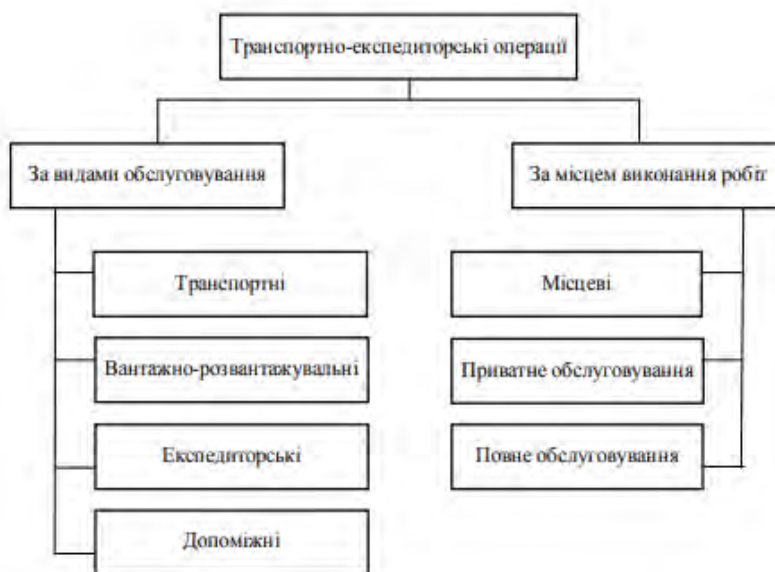 Транспортно-експедиторські операції
За видами обслуговування
За місцем виконання робіт
Транспортні
Місцеві
Вантажно-розвантажувальні
Приватне обслуговування
Експедиторські
Повне обслуговування
Допоміжні